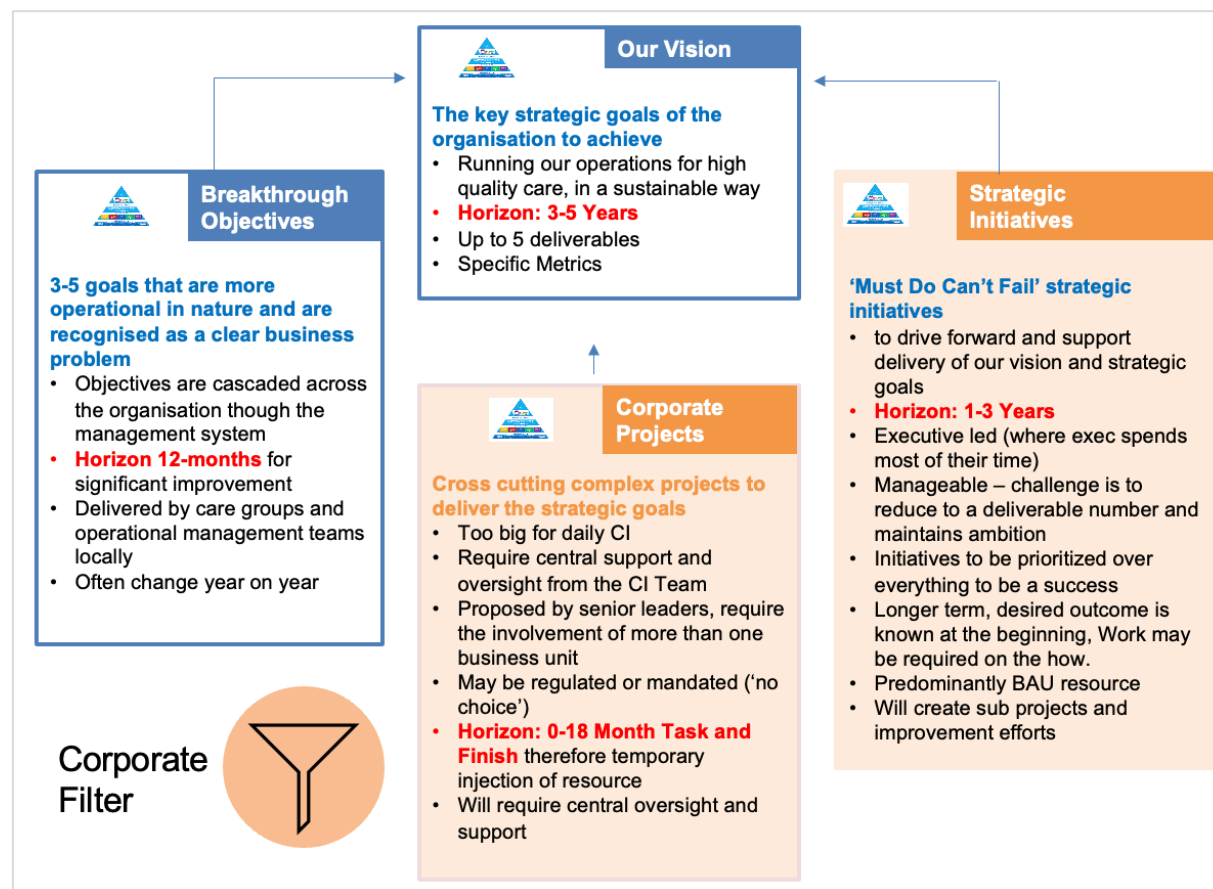 Our Vision
The key strategic goals of the
organisation to achieve
• Running our operations for high
quality care, in a sustainable way
• Horizon: 3-5 Years
• Up to 5 deliverables
• Specific Metrics
Breakthrough
Objectives
3-5 goals that are more
operational in nature and are
recognised as a clear business
problem
• Objectives are cascaded across
the organisation though the
management system
• Horizon 12-months for
significant improvement
• Delivered by care groups and
operational management teams
locally
• Often change year on year
Strategic
Initiatives
‘Must Do Can’t Fail’ strategic
initiatives
• to drive forward and support
delivery of our vision and strategic
goals
• Horizon: 1-3 Years
• Executive led (where exec spends
most of their time)
• Manageable – challenge is to
reduce to a deliverable number and
maintains ambition
• Initiatives to be prioritized over
everything to be a success
• Longer term, desired outcome is
known at the beginning, Work may
be required on the how.
• Predominantly BAU resource
• Will create sub projects and
improvement efforts
Corporate
Projects
Cross cutting complex projects to
deliver the strategic goals
• Too big for daily CI
• Require central support and
oversight from the CI Team
• Proposed by senior leaders, require
the involvement of more than one
business unit
• May be regulated or mandated (‘no
choice’)
• Horizon: 0-18 Month Task and
Finish therefore temporary
injection of resource
• Will require central oversight and
support
Corporate
Filter